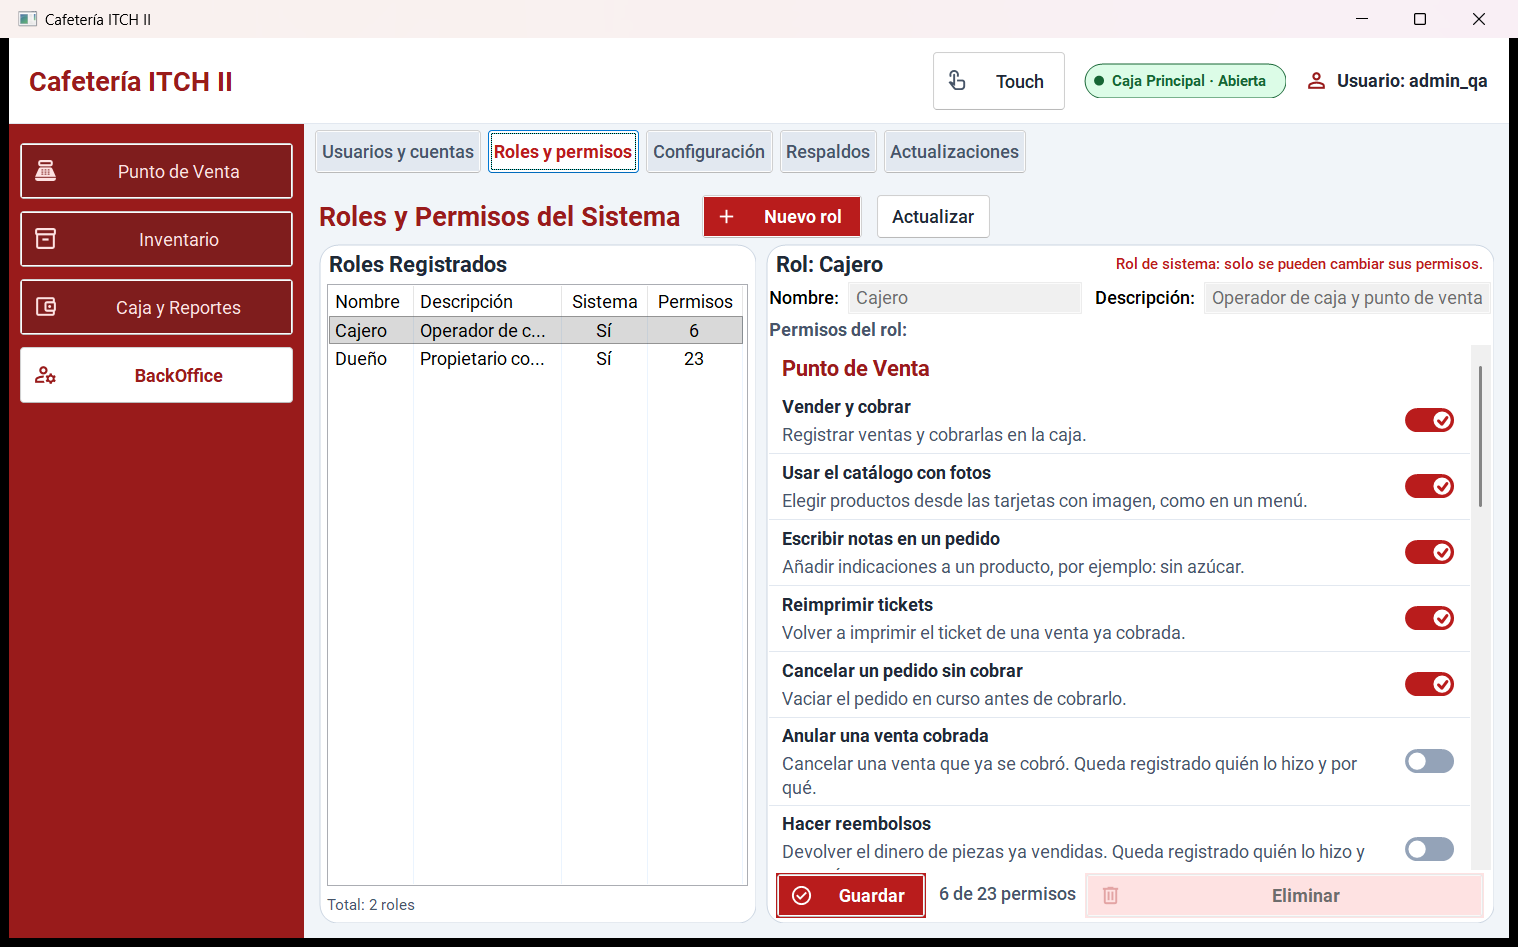 Cafetería ITCH II
Cafetería ITCH II
Touch
Caja Principal · Abierta
Usuario: admin_qa
Punto de Venta
Inventario
Caja y Reportes
BackOffice
Usuarios y cuentas
Roles y permisos
Configuración
Respaldos
Actualizaciones
Roles y Permisos del Sistema
Nuevo rol
Actualizar
Roles Registrados
Nombre Descripción Sistema Permisos
Cajero Operador de c... Sí 6
Dueño Propietario co... Sí 23
Total: 2 roles
Rol: Cajero
Rol de sistema: solo se pueden cambiar sus permisos.
Nombre: Cajero
Descripción: Operador de caja y punto de venta
Permisos del rol:
Punto de Venta
Vender y cobrar
Registrar ventas y cobrarlas en la caja.
Usar el catálogo con fotos
Elegir productos desde las tarjetas con imagen, como en un menú.
Escribir notas en un pedido
Añadir indicaciones a un producto, por ejemplo: sin azúcar.
Reimprimir tickets
Volver a imprimir el ticket de una venta ya cobrada.
Cancelar un pedido sin cobrar
Vaciar el pedido en curso antes de cobrarlo.
Anular una venta cobrada
Cancelar una venta que ya se cobró. Queda registrado quién lo hizo y por
qué.
Hacer reembolsos
Devolver el dinero de piezas ya vendidas. Queda registrado quién lo hizo y
Guardar
6 de 23 permisos
Eliminar